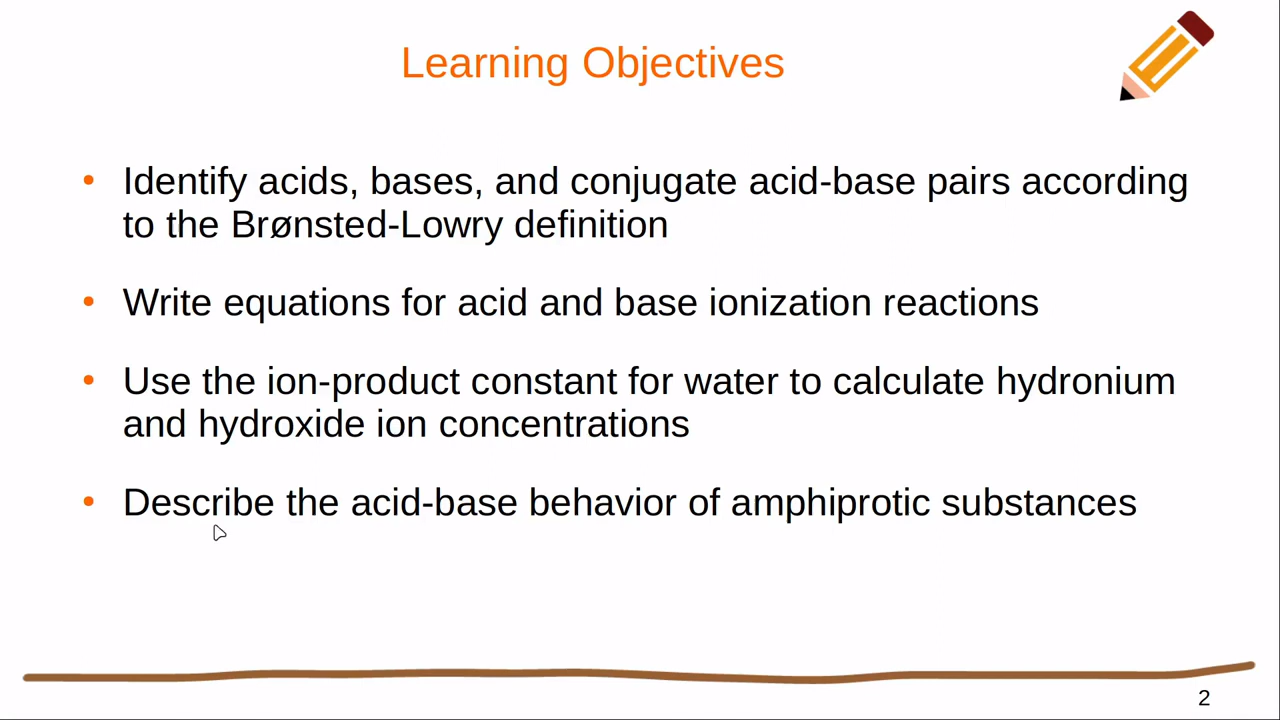 Learning Objectives
• Identify acids, bases, and conjugate acid-base pairs according
to the Brønsted-Lowry definition
• Write equations for acid and base ionization reactions
• Use the ion-product constant for water to calculate hydronium
and hydroxide ion concentrations
• Describe the acid-base behavior of amphiprotic substances
2